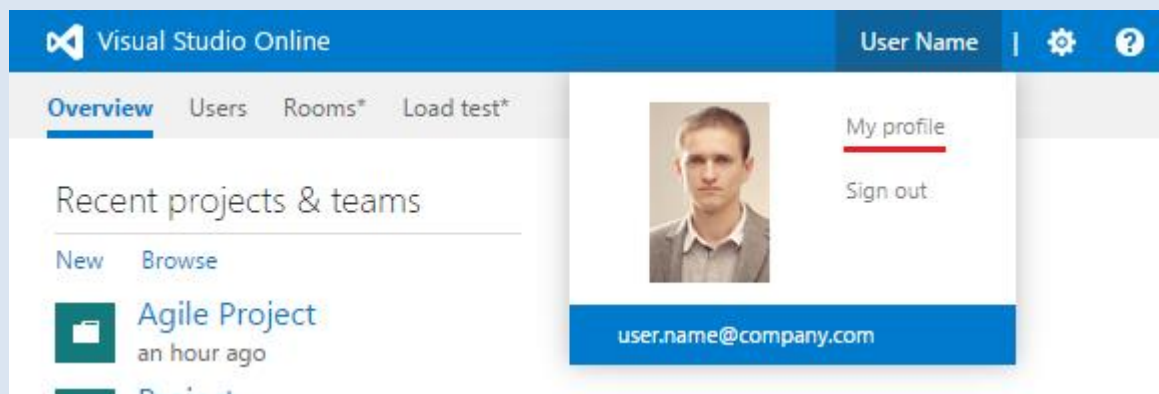 Visual Studio Online
User Name | ?
Overview Users Rooms* Load test*
My profile
Sign out
Recent projects & teams
New Browse
Agile Project
an hour ago
user.name@company.com